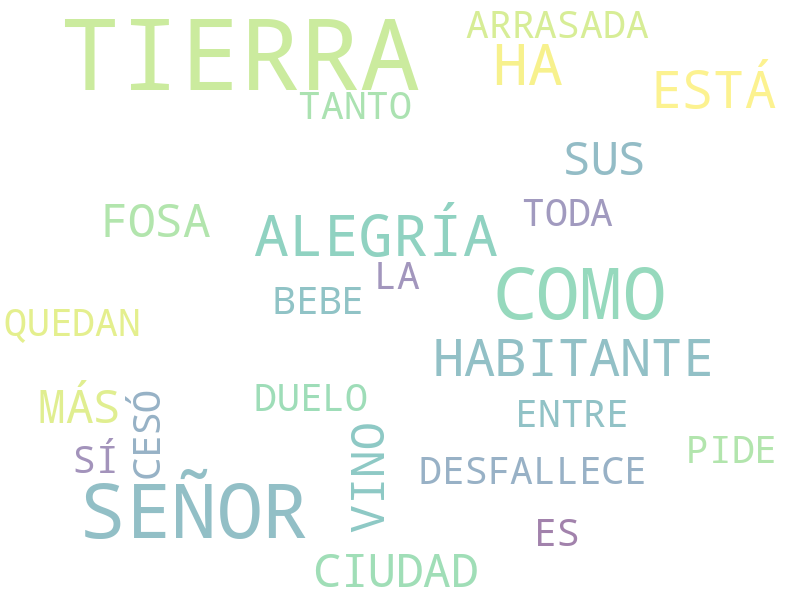 TIERRA
ARRASADA
HA
ESTÁ
TANTO
SUS
FOSA
TODA
ALEGRÍA
LA
COMO
BEBE
QUEDAN
HABITANTE
MÁS
CESÓ
DUELO
ENTRE
SÍ
VINO
DESFALLECE
PIDE
SEÑOR
ES
CIUDAD